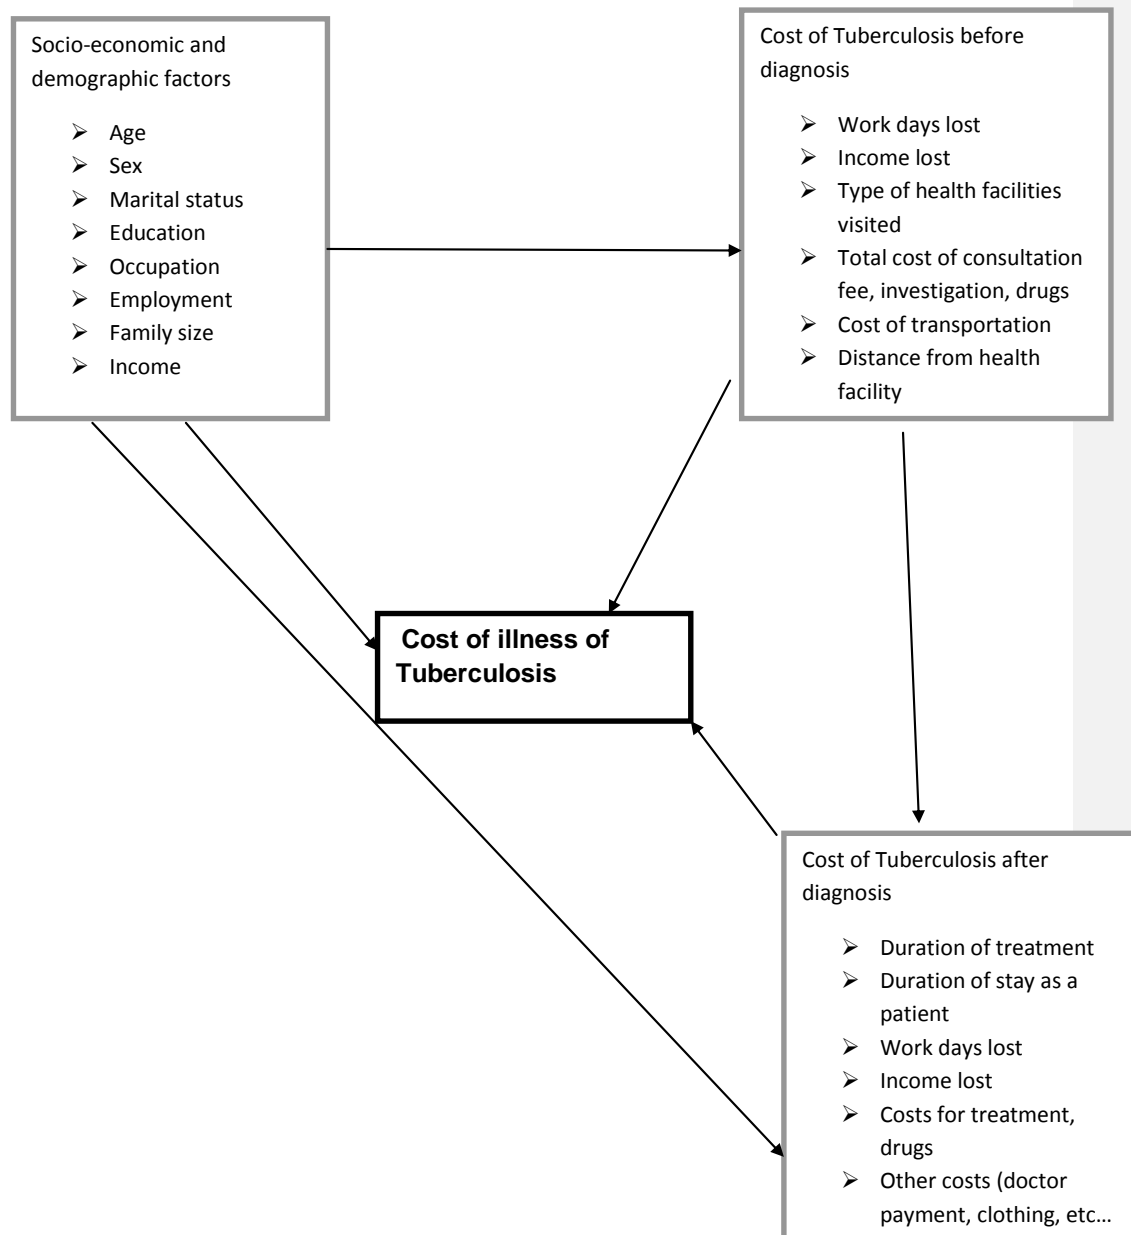 Socio-economic and
demographic factors
➢ Age
➢ Sex
➢ Marital status
➢ Education
➢ Occupation
➢ Employment
➢ Family size
➢ Income
Cost of Tuberculosis before
diagnosis
➢ Work days lost
➢ Income lost
➢ Type of health facilities
visited
➢ Total cost of consultation
fee, investigation, drugs
➢ Cost of transportation
➢ Distance from health
facility
Cost of illness of
Tuberculosis
Cost of Tuberculosis after
diagnosis
➢ Duration of treatment
➢ Duration of stay as a
patient
➢ Work days lost
➢ Income lost
➢ Costs for treatment,
drugs
➢ Other costs (doctor
payment, clothing, etc…